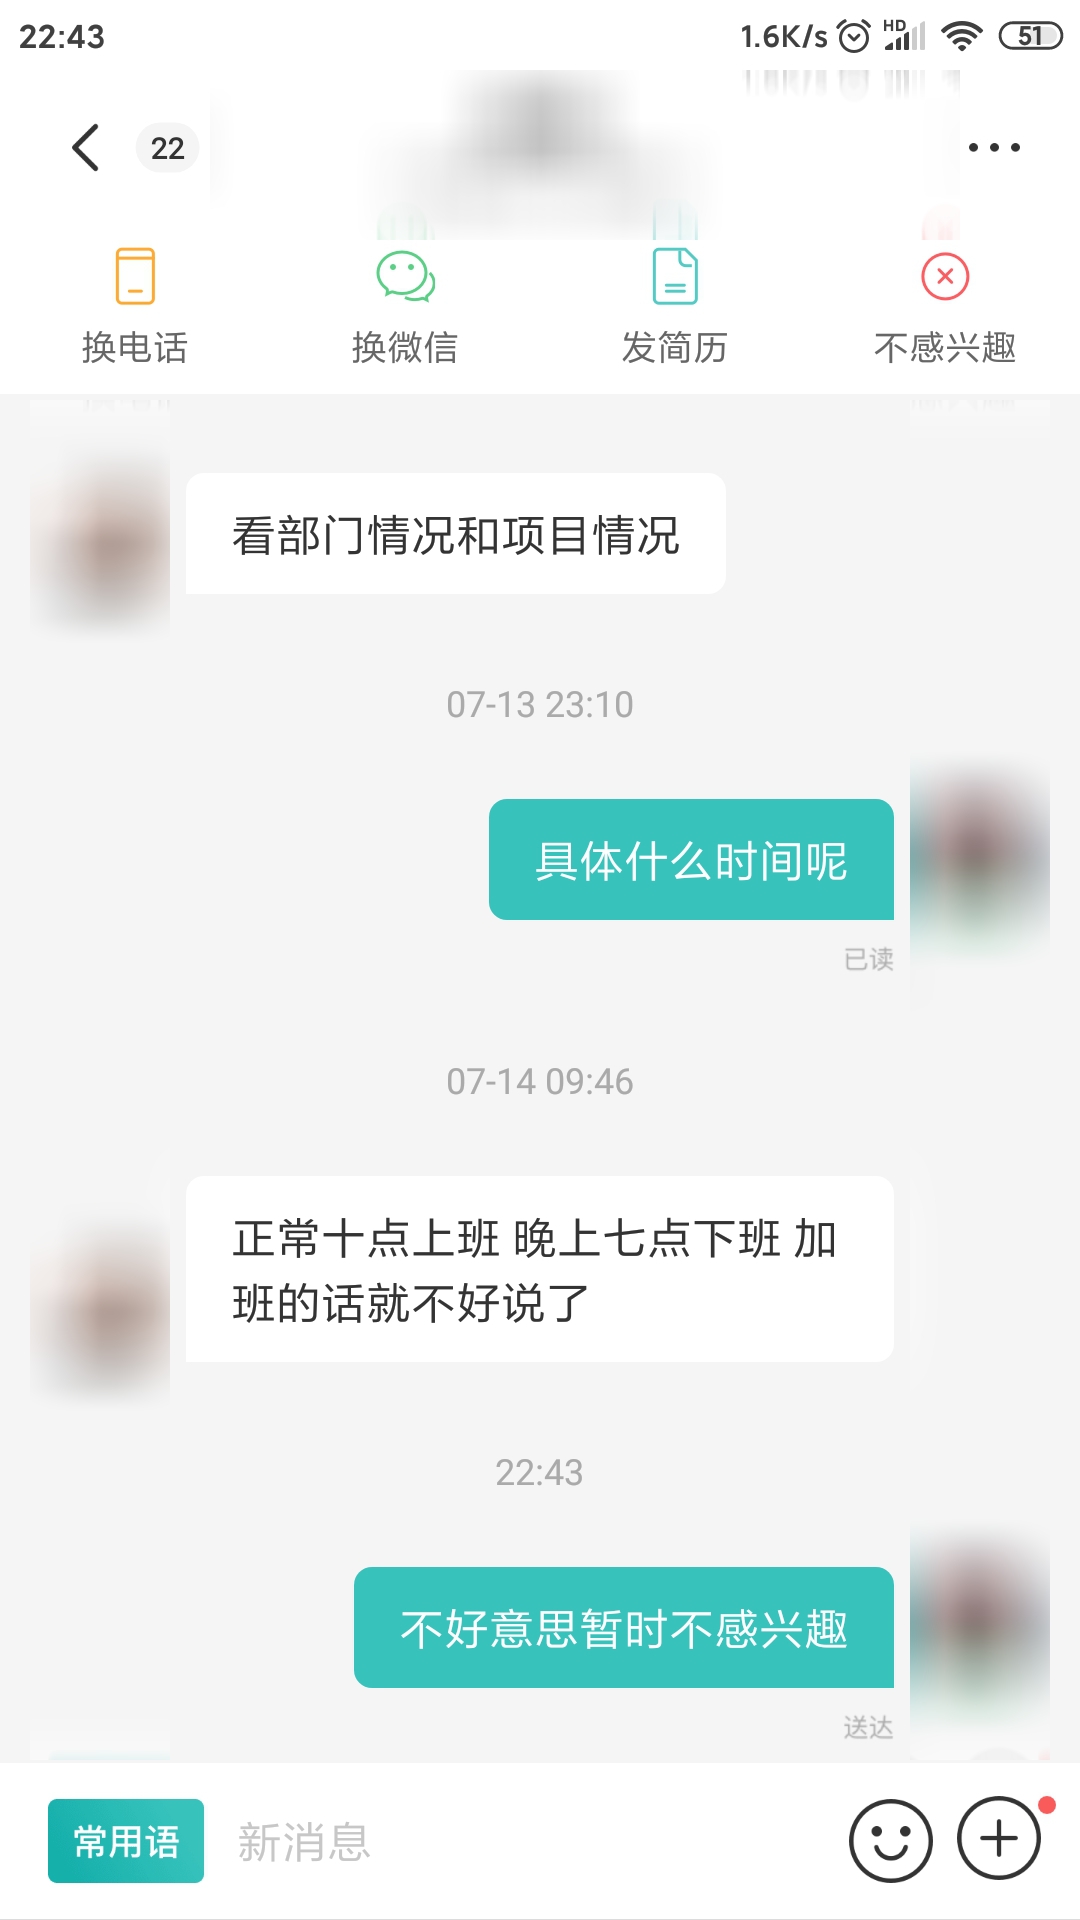 22:43
1.6K/s HD 51
22
换电话 换微信 发简历 不感兴趣
看部门情况和项目情况
07-13 23:10
具体什么时间呢
已读
07-14 09:46
正常十点上班 晚上七点下班 加
班的话就不好说了
22:43
不好意思暂时不感兴趣
送达
常用语 新消息